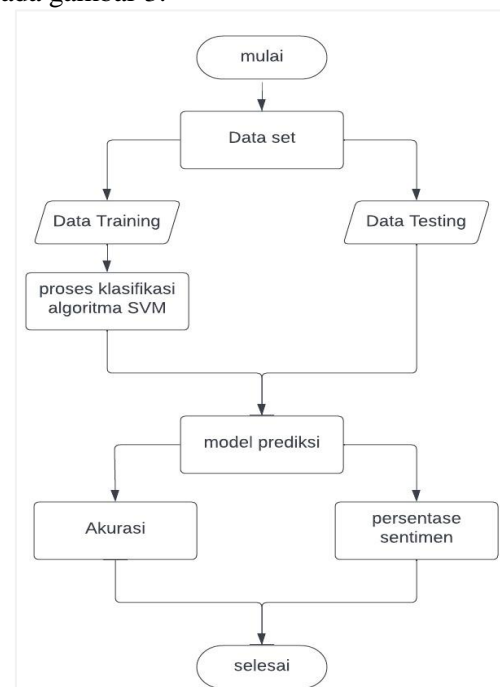 ada gambar 3.
mulai
Data set
Data Training
Data Testing
proses klasifikasi
algoritma SVM
model prediksi
Akurasi
persentase
sentimen
selesai